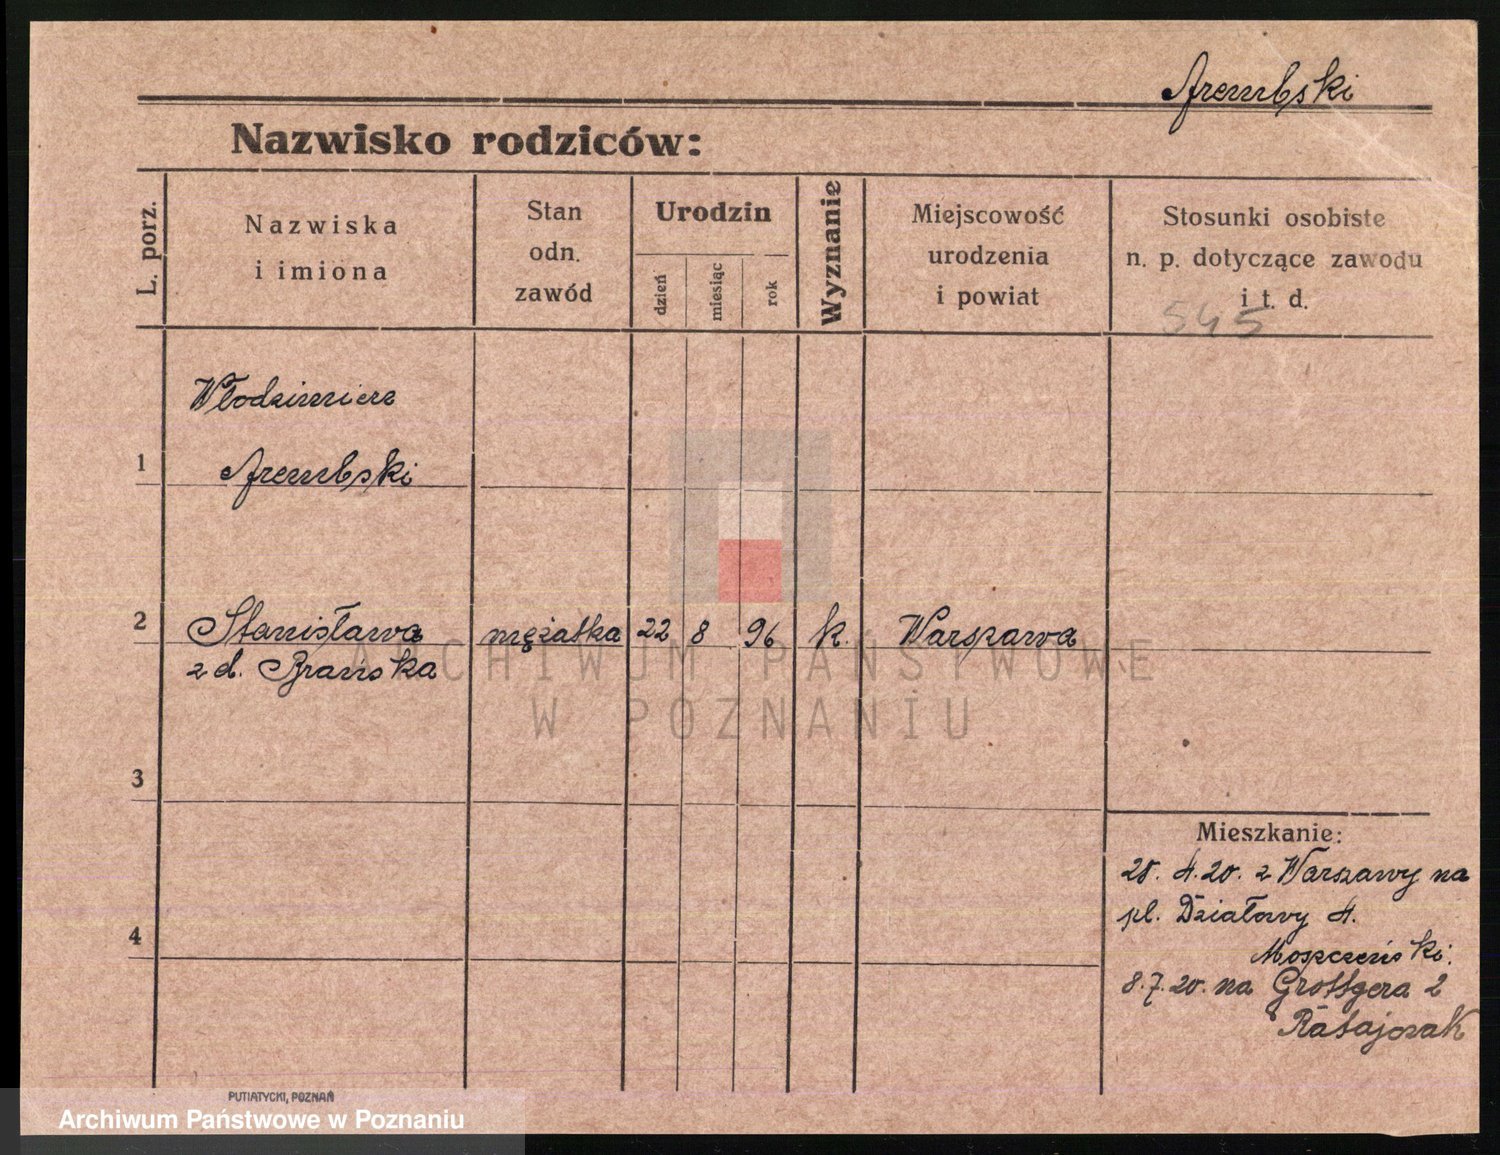 Arembski
Nazwisko rodziców:
L. porz.
Nazwiska
i imiona
Stan
odn.
zawód
Urodzin
dzień
miesiąc
rok
Wyznanie
Miejscowość
urodzenia
i powiat
Stosunki osobiste
n. p. dotyczące zawodu
i t. d.
545
Włodzimierz
1 Arembski
2 Stanisława mężatka 22 8 96 k. Warszawa
z d. Brańska
ARCHIWUM PAŃSTWOWE
W POZNANIU
3
Mieszkanie:
28. 4. 20. z Warszawy na
pl. Działowy 4.
4
Moszczeński.
8. 7. 20. na Grottgera 2
Ratajczak
PUTIATYCKI, POZNAŃ
Archiwum Państwowe w Poznaniu